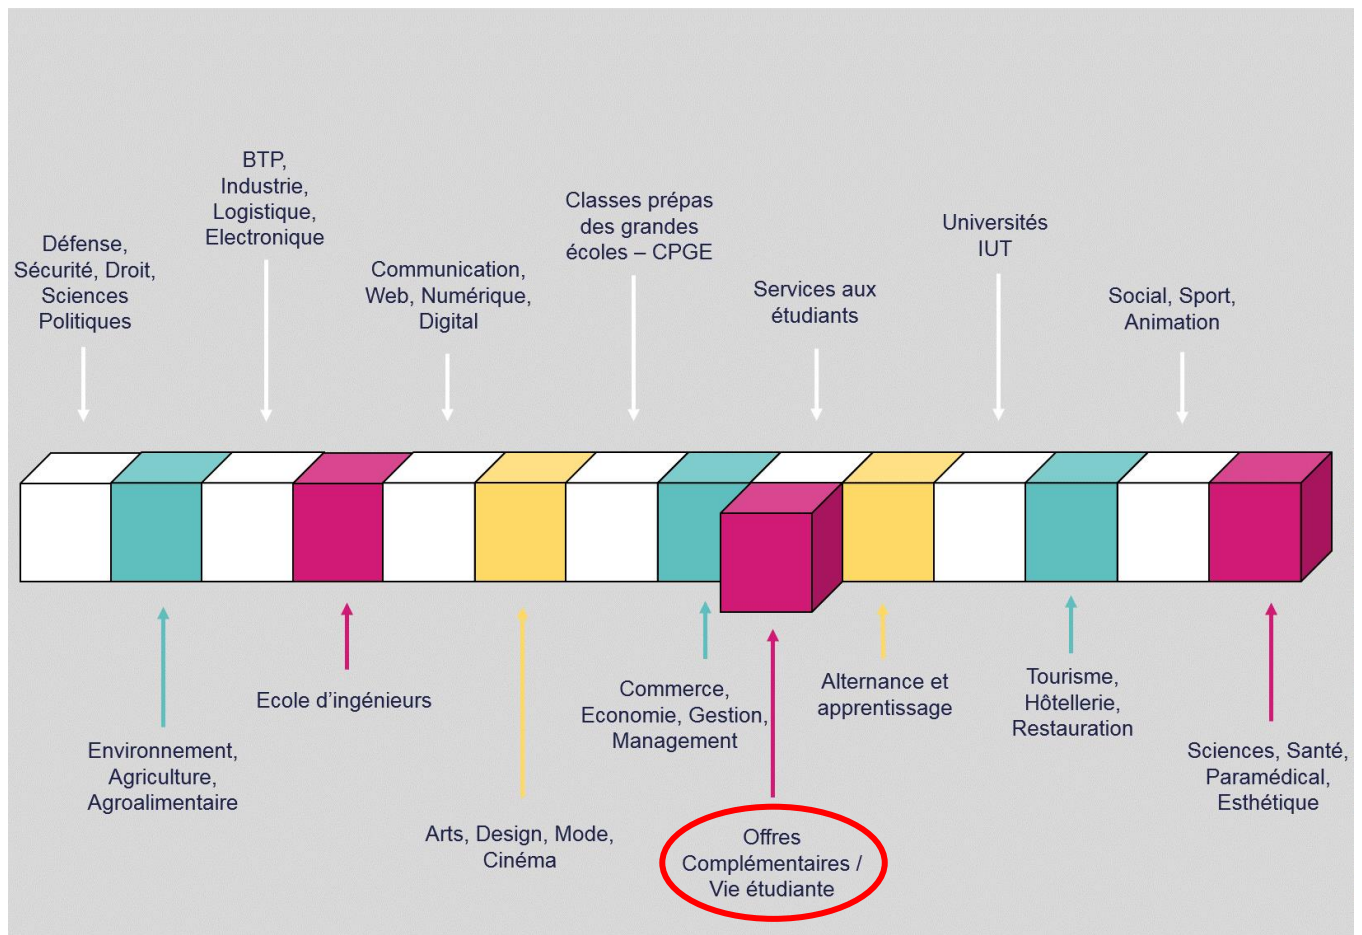 Défense,
Sécurité, Droit,
Sciences
Politiques
BTP,
Industrie,
Logistique,
Electronique
Communication,
Web, Numérique,
Digital
Classes prépas
des grandes
écoles – CPGE
Services aux
étudiants
Universités
IUT
Social, Sport,
Animation
Environnement,
Agriculture,
Agroalimentaire
Ecole d’ingénieurs
Arts, Design, Mode,
Cinéma
Commerce,
Economie, Gestion,
Management
Offres
Complémentaires /
Vie étudiante
Alternance et
apprentissage
Tourisme,
Hôtellerie,
Restauration
Sciences, Santé,
Paramédical,
Esthétique